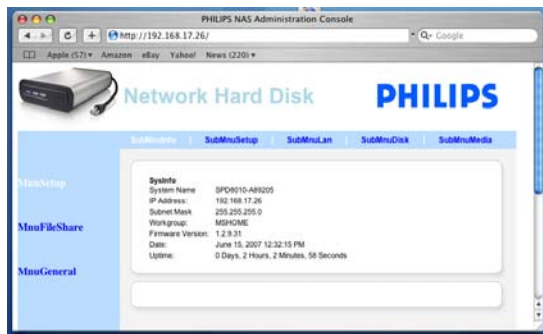 PHILIPS NAS Administration Console
http://192.168.17.26/
Google
Apple (57) Amazon eBay Yahoo! News (220)
Network Hard Disk PHILIPS
SubMnuInfo SubMnuSetup SubMnuLan SubMnuDisk SubMnuMedia
MnuSetup
MnuFileShare
MnuGeneral
SysInfo
System Name SPD8010-A89205
IP Address: 192.168.17.26
Subnet Mask 255.255.255.0
Workgroup: MSHOME
Firmware Version: 1.2.9.31
Date: June 15, 2007 12:32:15 PM
Uptime: 0 Days, 2 Hours, 2 Minutes, 58 Seconds